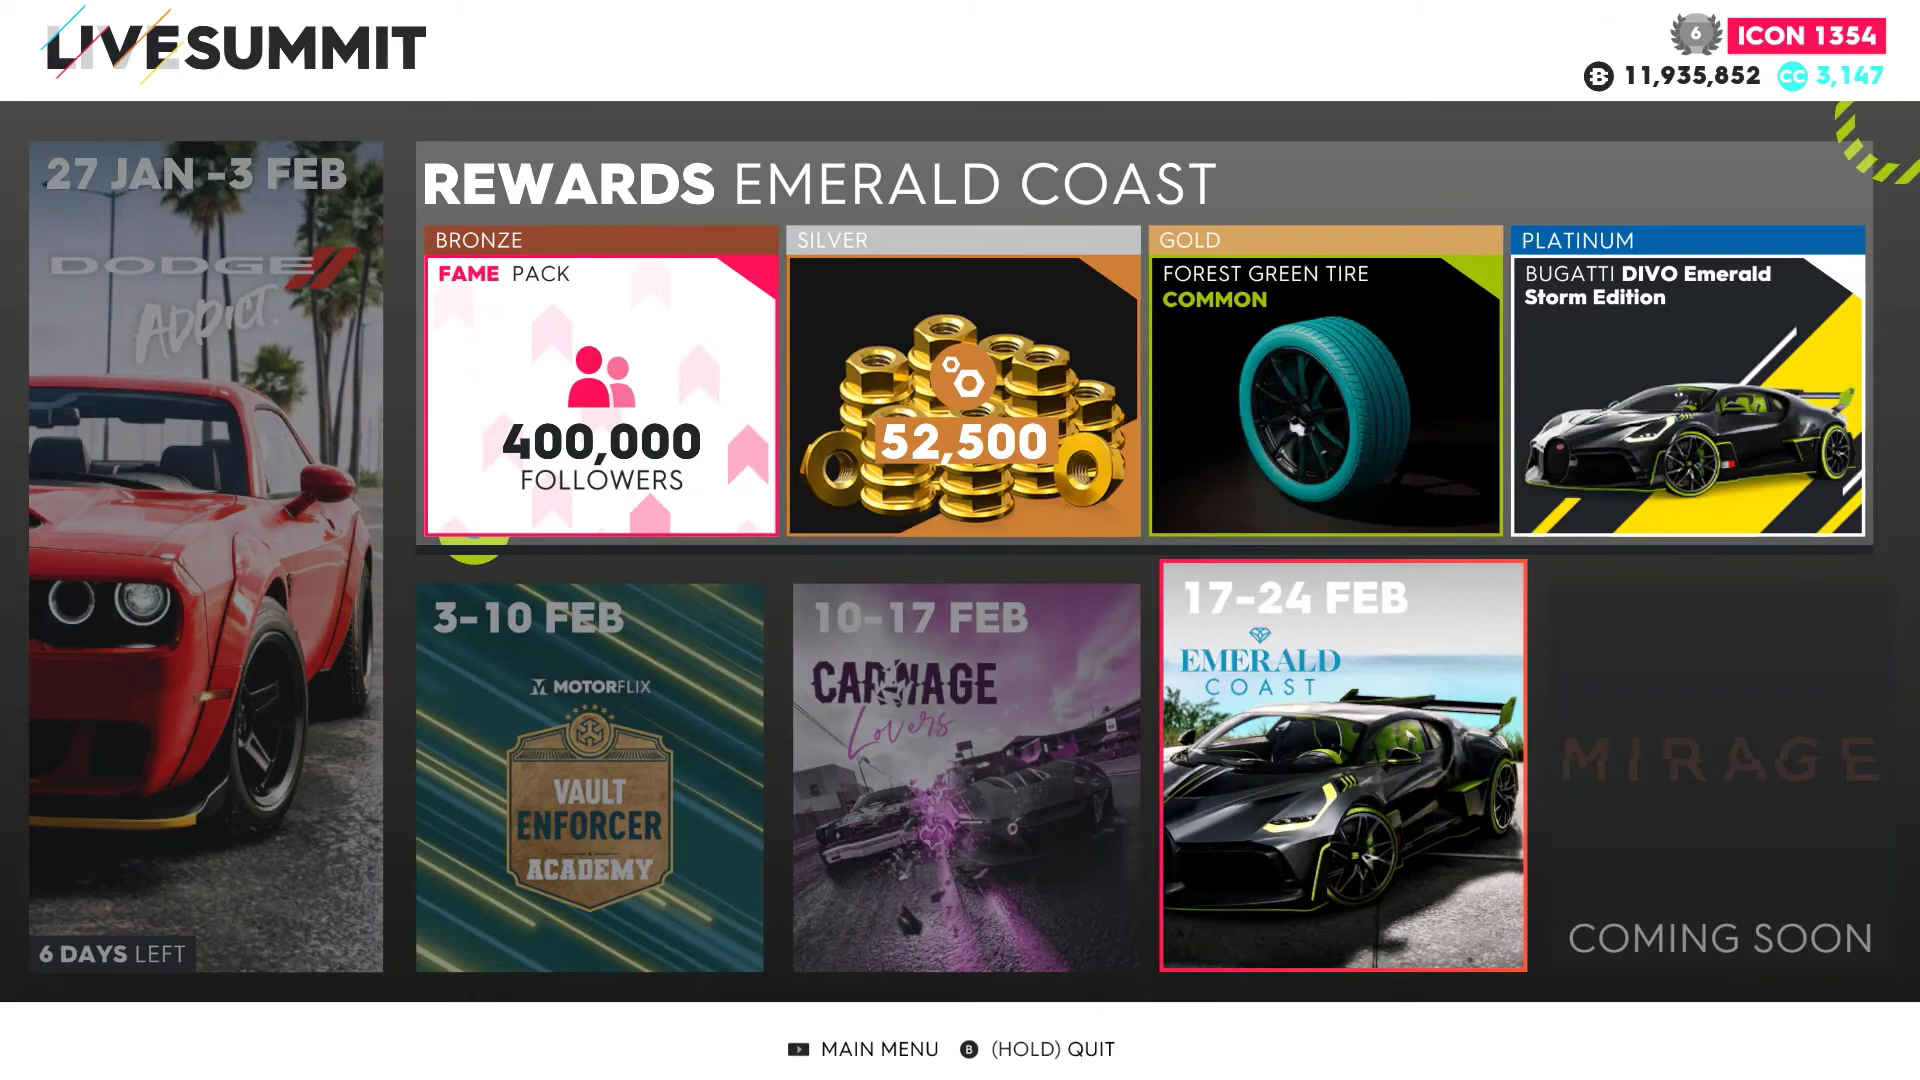 LIVESUMMIT
6
ICON 1354
11,935,852
CC 3,147
27 JAN -3 FEB
DODGE
ADDICT.
6 DAYS LEFT
REWARDS EMERALD COAST
BRONZE
FAME PACK
400,000
FOLLOWERS
SILVER
52,500
GOLD
FOREST GREEN TIRE
COMMON
PLATINUM
BUGATTI DIVO Emerald
Storm Edition
3-10 FEB
MOTORFLIX
VAULT
ENFORCER
ACADEMY
10-17 FEB
CARNAGE
Lovers
17-24 FEB
EMERALD
COAST
MIRAGE
COMING SOON
MAIN MENU
B (HOLD) QUIT